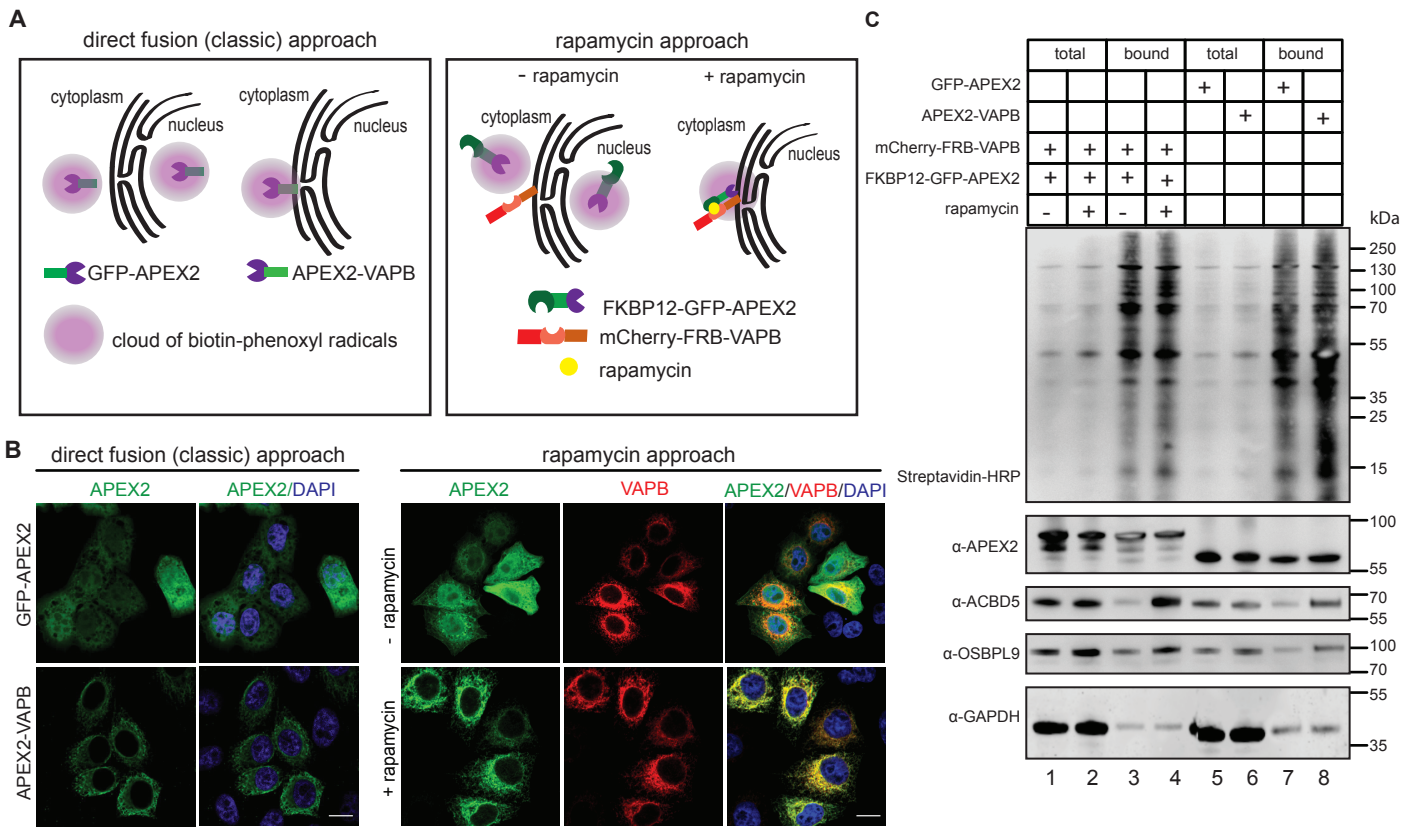 A
direct fusion (classic) approach
cytoplasm
nucleus
GFP-APEX2
APEX2-VAPB
cloud of biotin-phenoxyl radicals
rapamycin approach
- rapamycin
+ rapamycin
cytoplasm
nucleus
cytoplasm
nucleus
FKBP12-GFP-APEX2
mCherry-FRB-VAPB
rapamycin
B
direct fusion (classic) approach
APEX2
APEX2/DAPI
GFP-APEX2
APEX2-VAPB
rapamycin approach
APEX2
VAPB
APEX2/VAPB/DAPI
- rapamycin
+ rapamycin
C
total bound total bound
GFP-APEX2 + +
APEX2-VAPB + +
mCherry-FRB-VAPB + + + +
FKBP12-GFP-APEX2 + + + +
rapamycin - + - +
kDa
250
130
100
70
55
35
25
15
Streptavidin-HRP
α-APEX2
100
55
α-ACBD5
70
55
α-OSBPL9
100
70
α-GAPDH
55
35
1 2 3 4 5 6 7 8